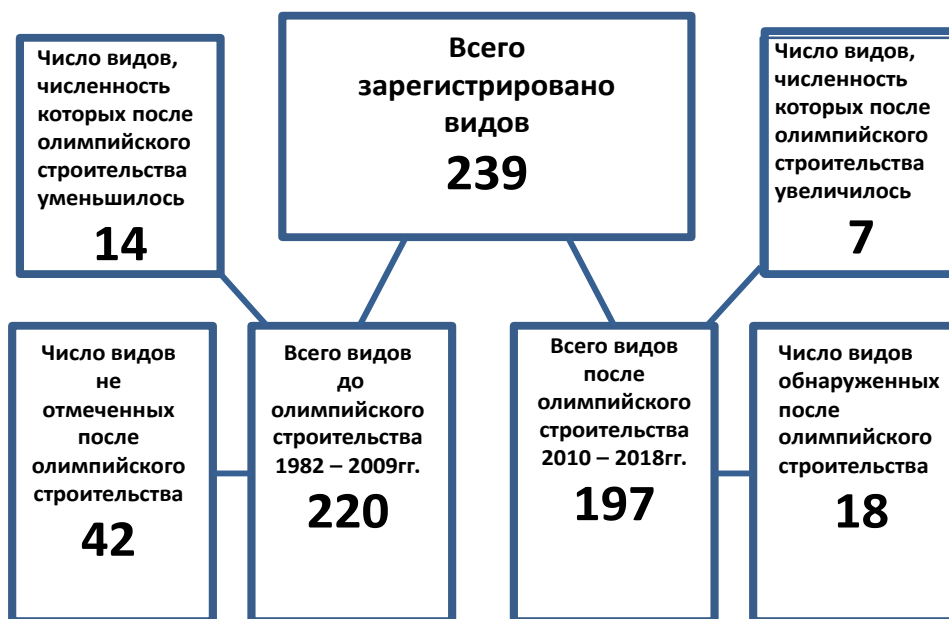 Число видов,
численность
которых после
олимпийского
строительства
уменьшилось
14
Всего
зарегистрировано
видов
239
Число видов,
численность
которых после
олимпийского
строительства
увеличилось
7
Число видов
не
отмеченных
после
олимпийского
строительства
42
Всего видов
до
олимпийского
строительства
1982 – 2009гг.
220
Всего видов
после
олимпийского
строительства
2010 – 2018гг.
197
Число видов
обнаруженных
после
олимпийского
строительства
18